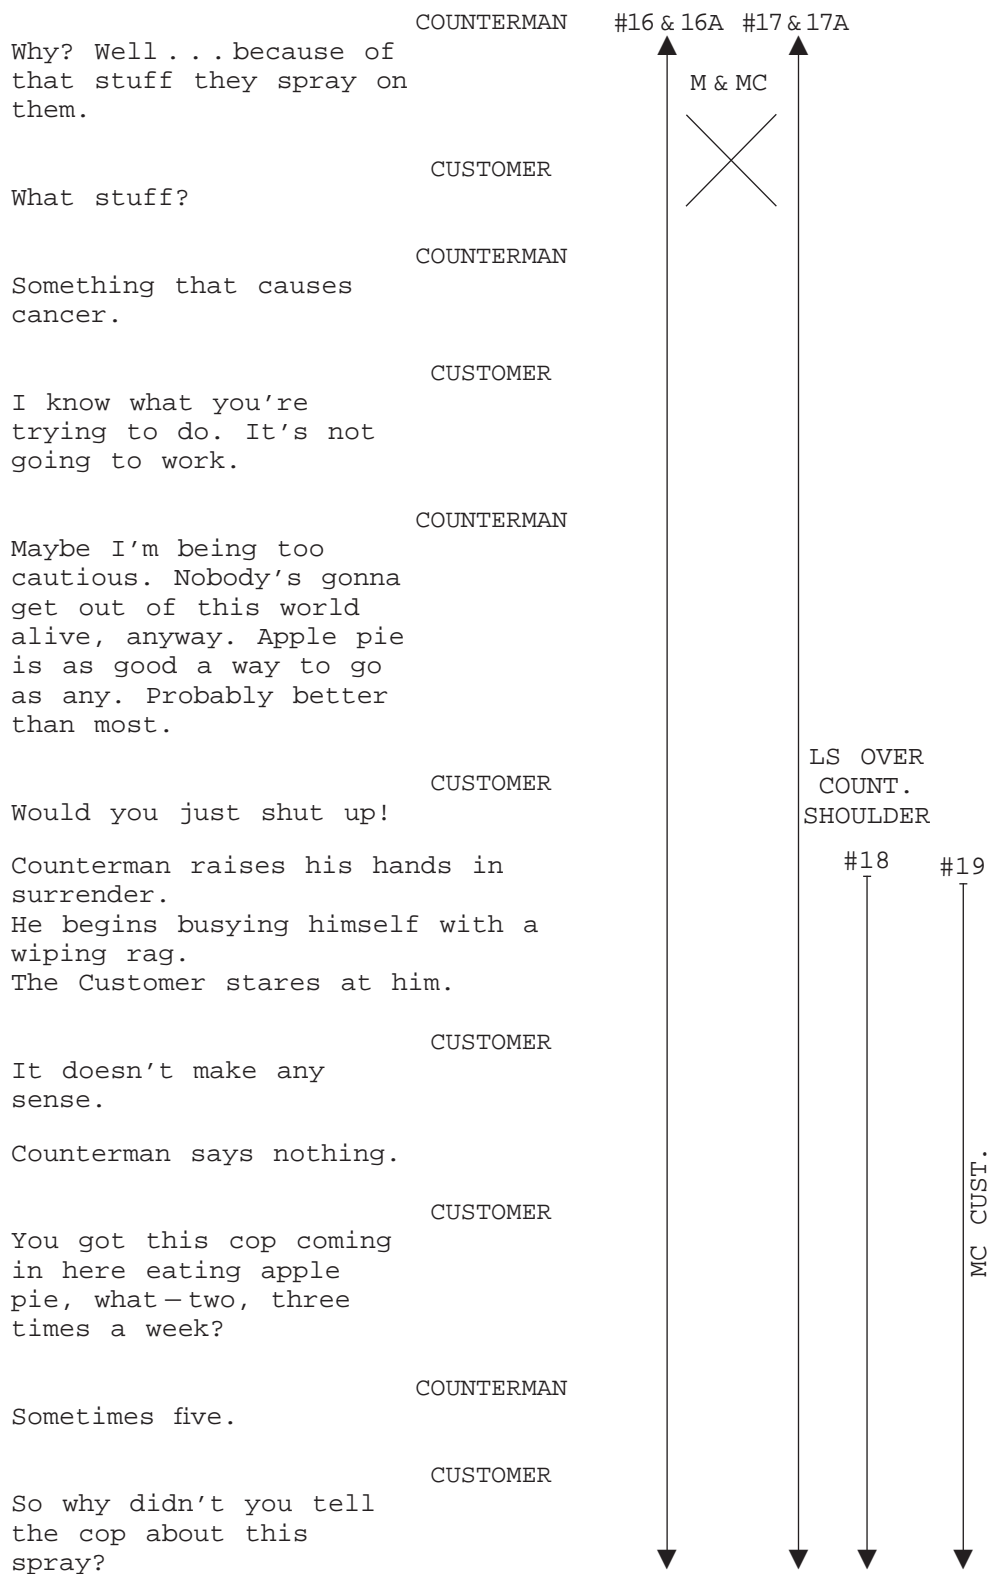 COUNTERMAN #16 & 16A #17 & 17A
Why? Well . . . because of
that stuff they spray on
them.
M & MC
CUSTOMER
What stuff?
COUNTERMAN
Something that causes
cancer.
CUSTOMER
I know what you're
trying to do. It's not
going to work.
COUNTERMAN
Maybe I'm being too
cautious. Nobody's gonna
get out of this world
alive, anyway. Apple pie
is as good a way to go
as any. Probably better
than most.
LS OVER
COUNT.
SHOULDER
CUSTOMER
Would you just shut up!
#18 #19
Counterman raises his hands in
surrender.
He begins busying himself with a
wiping rag.
The Customer stares at him.
CUSTOMER
It doesn't make any
sense.
Counterman says nothing.
MC CUST.
CUSTOMER
You got this cop coming
in here eating apple
pie, what — two, three
times a week?
COUNTERMAN
Sometimes five.
CUSTOMER
So why didn't you tell
the cop about this
spray?